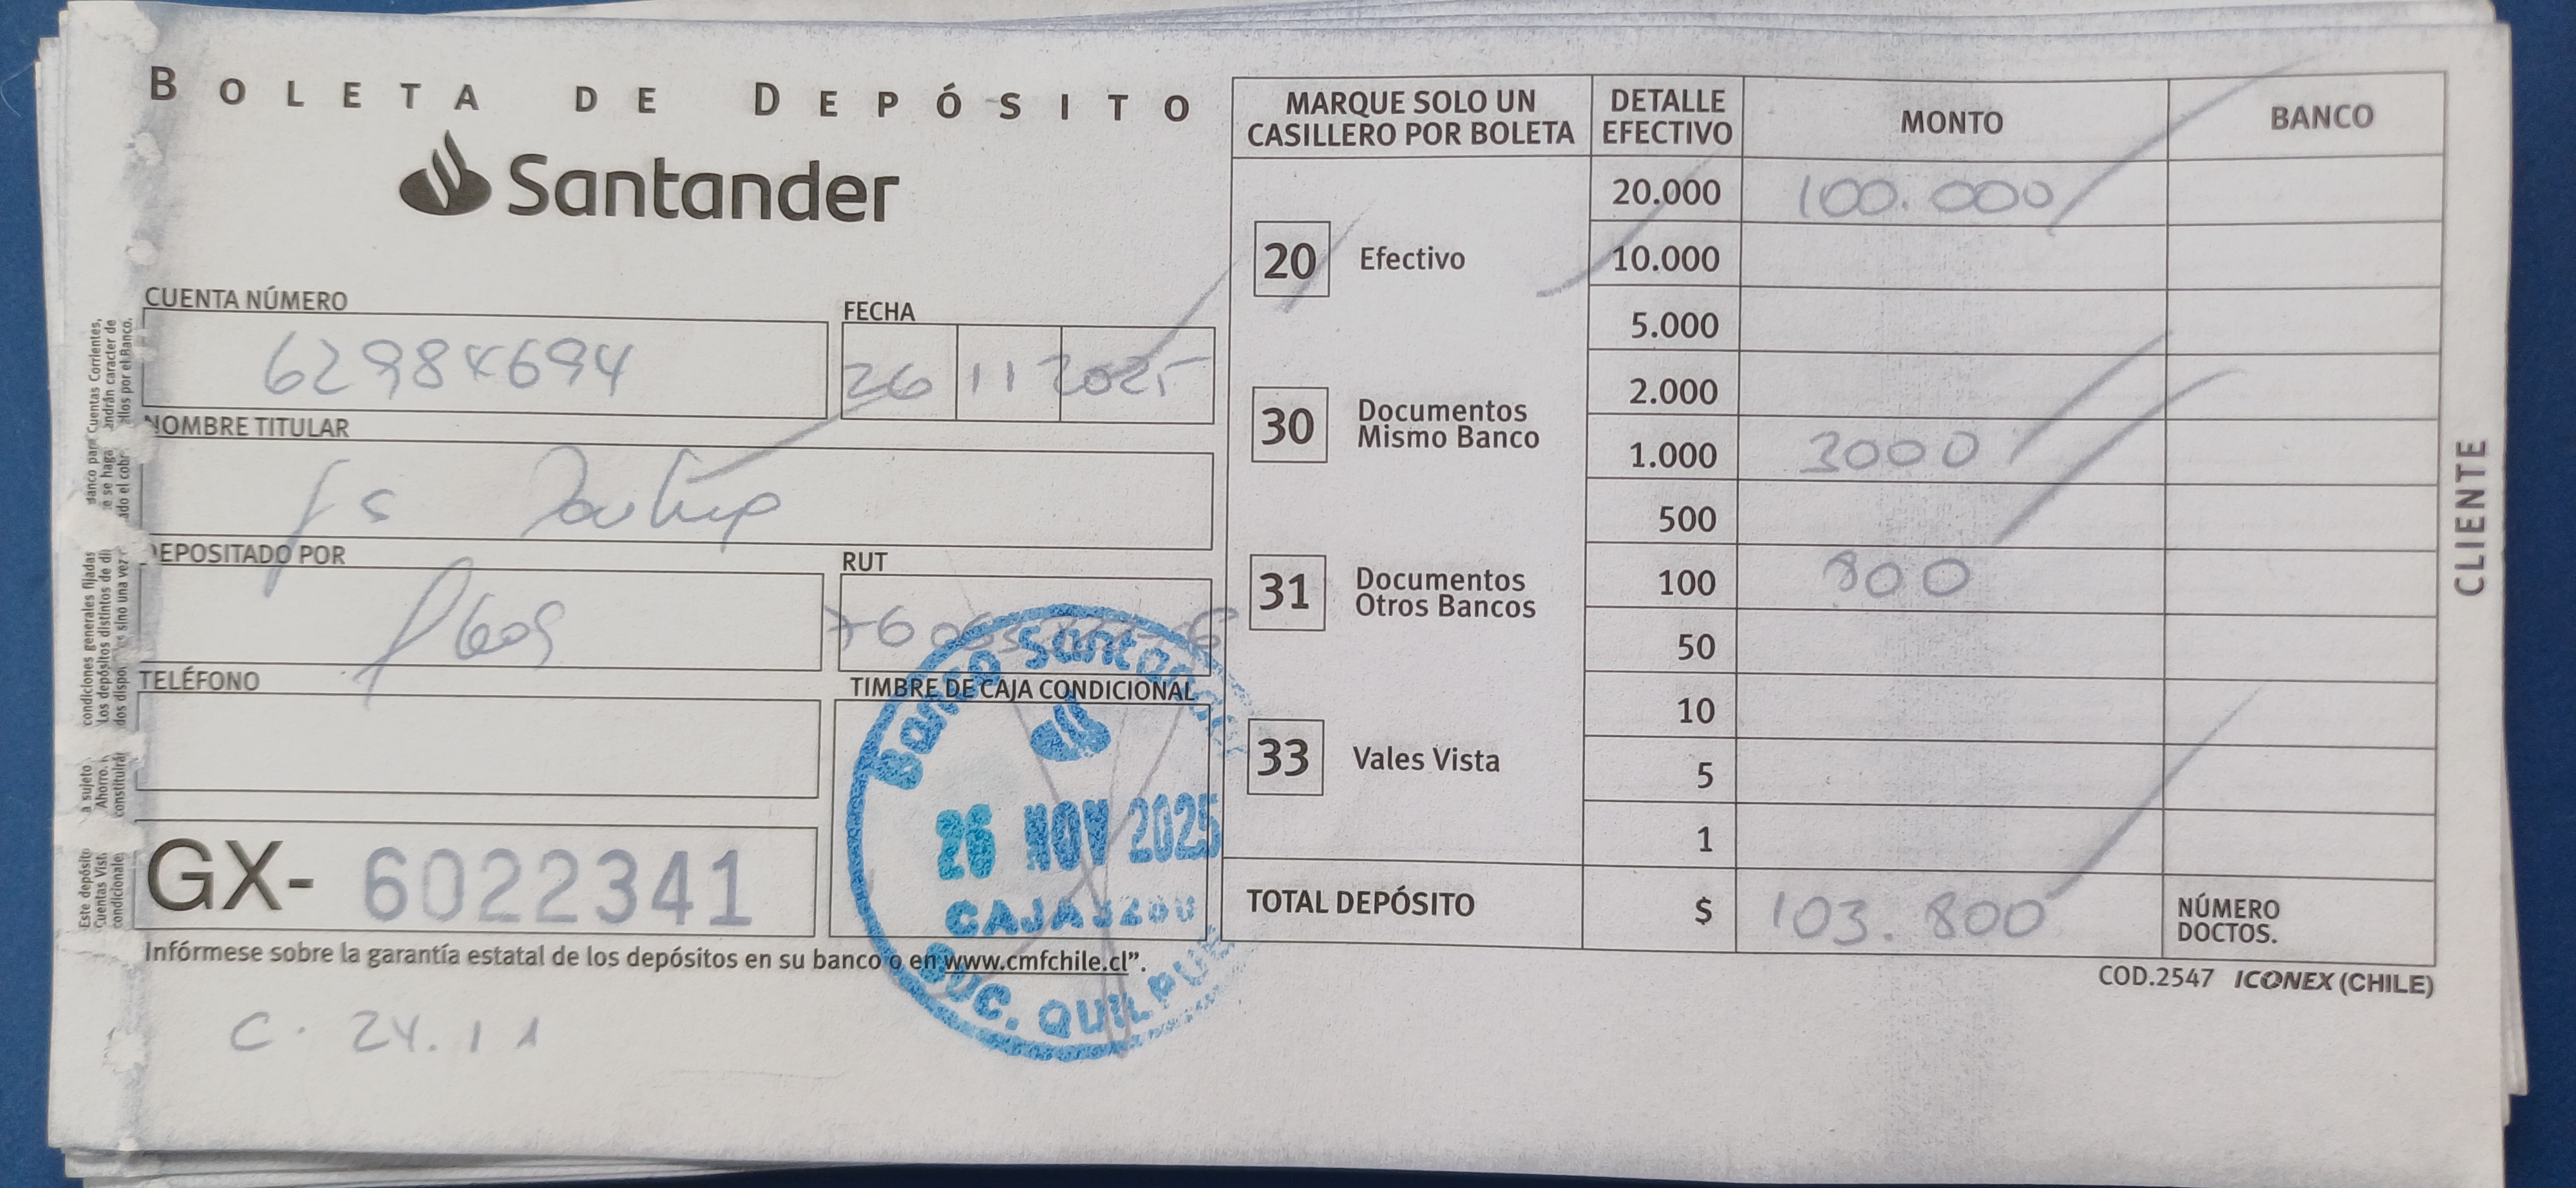 BOLETA DE DEPÓSITO
Santander
CUENTA NÚMERO
62984694
FECHA
26 11 2025
NOMBRE TITULAR
DEPOSITADO POR
RUT
TELÉFONO
TIMBRE DE CAJA CONDICIONAL
Banco Santander
26 NOV 2025
CAJA
SUC. QUILPUE
GX- 6022341
Infórmese sobre la garantía estatal de los depósitos en su banco o en www.cmfchile.cl”.
C. 24.11
MARQUE SOLO UN CASILLERO POR BOLETA
20 Efectivo
30 Documentos Mismo Banco
31 Documentos Otros Bancos
33 Vales Vista
DETALLE EFECTIVO MONTO BANCO
20.000 100.000
10.000
5.000
2.000
1.000 3000
500
100 800
50
10
5
1
TOTAL DEPÓSITO $ 103.800
NÚMERO DOCTOS.
COD.2547 ICONEX (CHILE)
CLIENTE